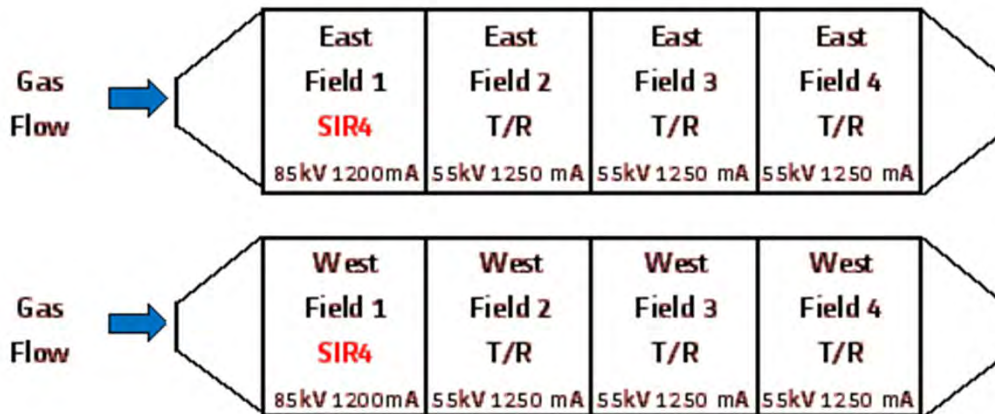 Gas
Flow
East
Field 1
SIR4
85kV 1200mA
East
Field 2
T/R
55kV 1250 mA
East
Field 3
T/R
55kV 1250 mA
East
Field 4
T/R
55kV 1250 mA
Gas
Flow
West
Field 1
SIR4
85kV 1200mA
West
Field 2
T/R
55kV 1250 mA
West
Field 3
T/R
55kV 1250 mA
West
Field 4
T/R
55kV 1250 mA